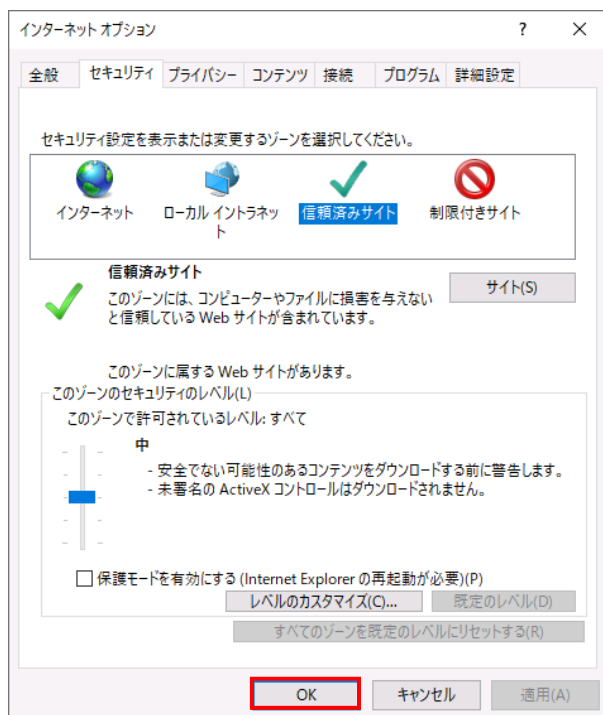 インターネット オプション
全般 セキュリティ プライバシー コンテンツ 接続 プログラム 詳細設定
セキュリティ設定を表示または変更するゾーンを選択してください。
インターネット ローカル イントラネッ 信頼済みサイト 制限付きサイト
ト
信頼済みサイト
サイト(S)
このゾーンには、コンピューターやファイルに損害を与えない
と信頼している Web サイトが含まれています。
このゾーンに属する Web サイトがあります。
このゾーンのセキュリティのレベル(L)
このゾーンで許可されているレベル: すべて
中
- 安全でない可能性のあるコンテンツをダウンロードする前に警告します。
- 未署名の ActiveX コントロールはダウンロードされません。
保護モードを有効にする (Internet Explorer の再起動が必要)(P)
レベルのカスタマイズ(C)... 既定のレベル(D)
すべてのゾーンを既定のレベルにリセットする(R)
OK キャンセル 適用(A)